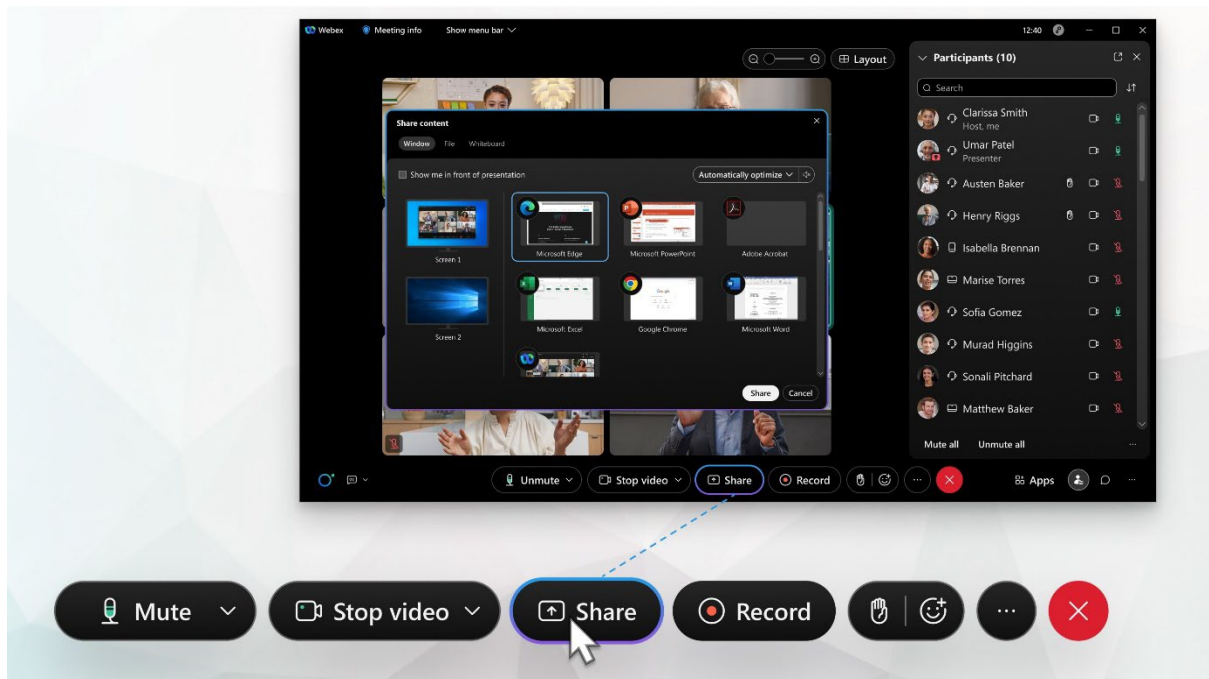 Webex Meeting info Show menu bar 12:40
Layout
Participants (10)
Search
Clarissa Smith
Host, me
Umar Patel
Presenter
Austen Baker
Henry Riggs
Isabella Brennan
Marise Torres
Sofia Gomez
Murad Higgins
Sonali Pitchard
Matthew Baker
Mute all Unmute all
Share content
Window File Whiteboard
Show me in front of presentation Automatically optimize
Screen 1
Screen 2
Microsoft Edge Microsoft PowerPoint Adobe Acrobat
Microsoft Excel Google Chrome Microsoft Word
Share Cancel
Unmute Stop video Share Record Apps
Mute Stop video Share Record